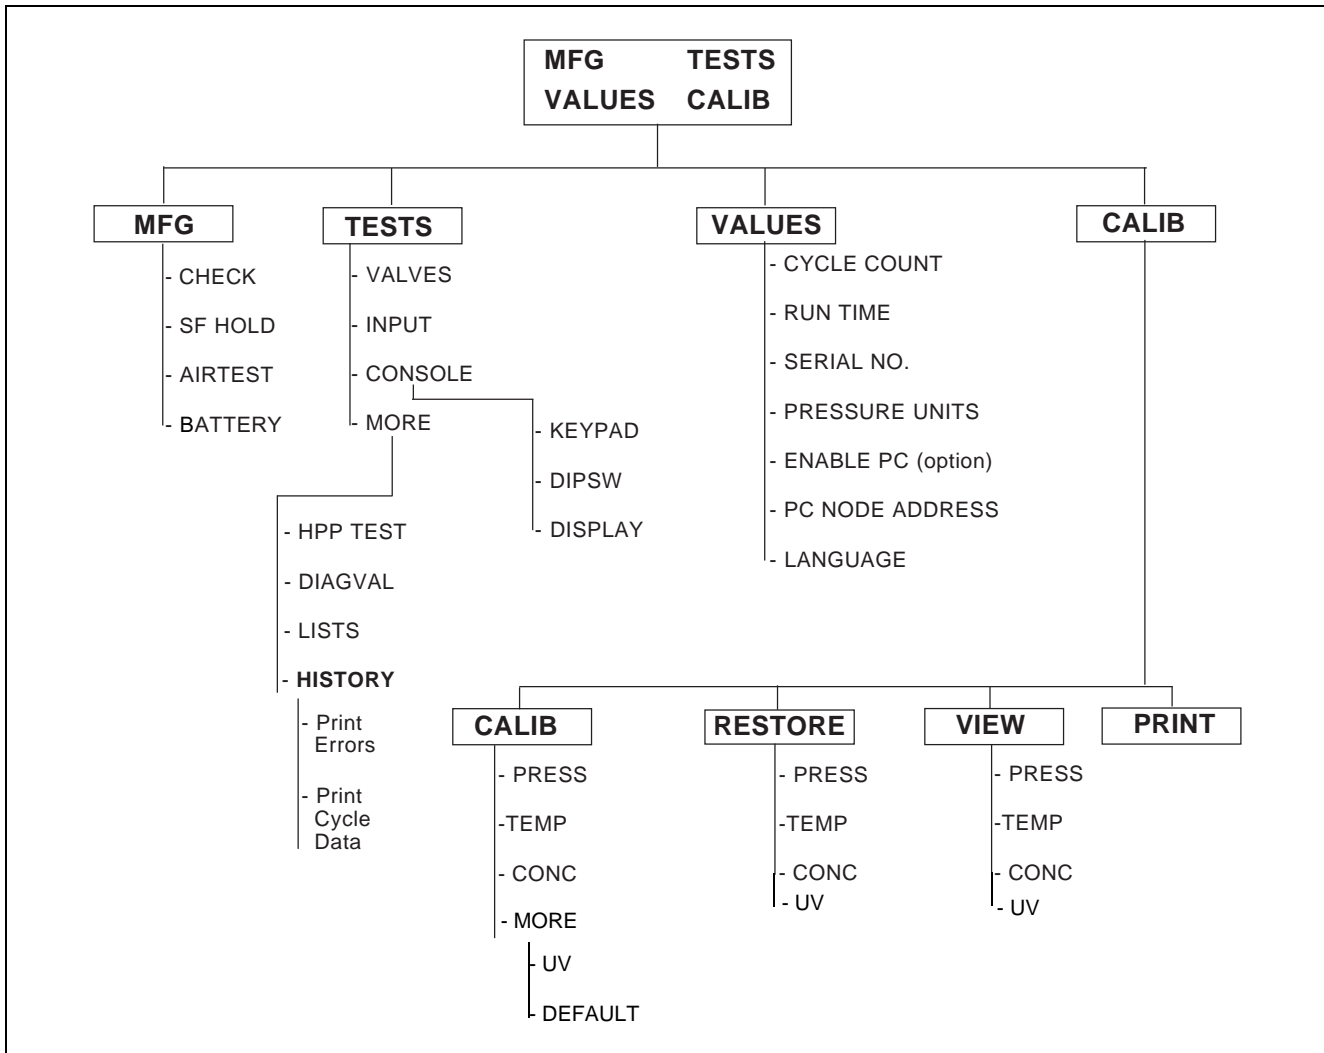 MFG TESTS
VALUES CALIB
MFG
- CHECK
- SF HOLD
- AIRTEST
- BATTERY
TESTS
- VALVES
- INPUT
- CONSOLE
- MORE
- KEYPAD
- DIPSW
- DISPLAY
- HPP TEST
- DIAGVAL
- LISTS
- HISTORY
- Print
Errors
- Print
Cycle
Data
VALUES
- CYCLE COUNT
- RUN TIME
- SERIAL NO.
- PRESSURE UNITS
- ENABLE PC (option)
- PC NODE ADDRESS
- LANGUAGE
CALIB
CALIB
- PRESS
-TEMP
- CONC
- MORE
- UV
- DEFAULT
RESTORE
- PRESS
-TEMP
- CONC
- UV
VIEW
- PRESS
-TEMP
- CONC
- UV
PRINT